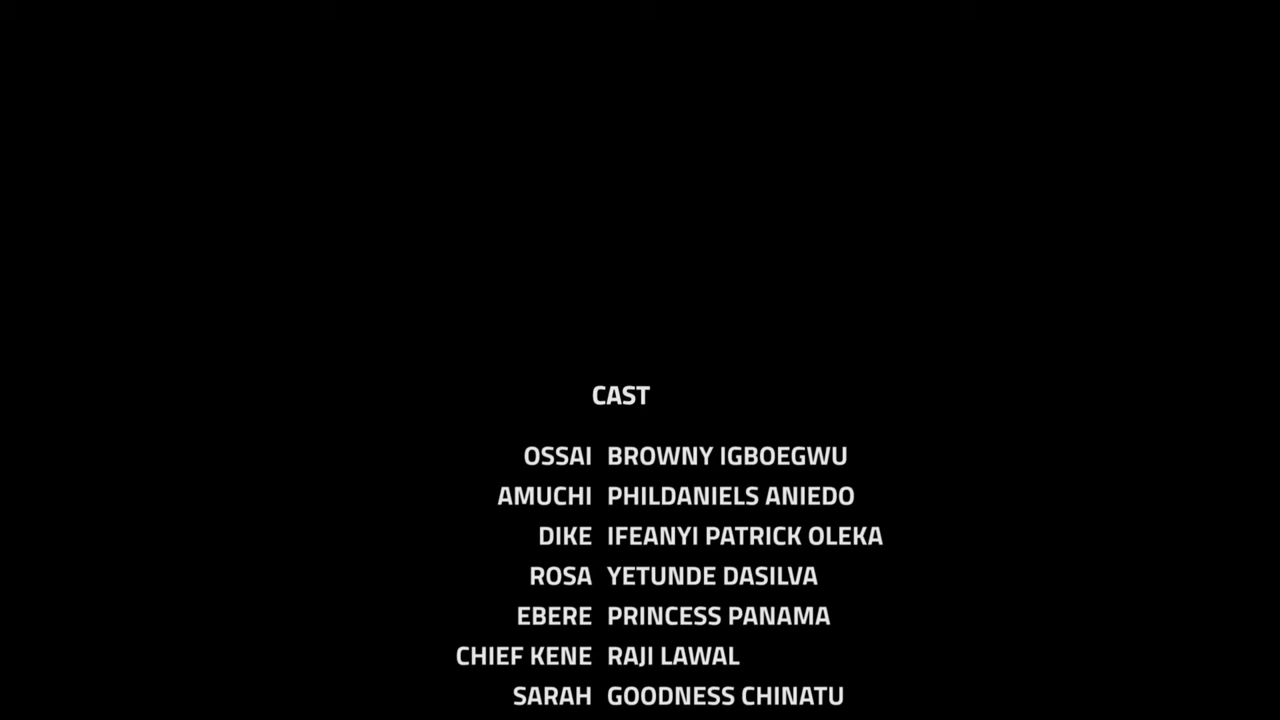 CAST
OSSAI BROWNY IGBOEGWU
AMUCHI PHILDANIELS ANIEDO
DIKE IFEANYI PATRICK OLEKA
ROSA YETUNDE DASILVA
EBERE PRINCESS PANAMA
CHIEF KENE RAJI LAWAL
SARAH GOODNESS CHINATU